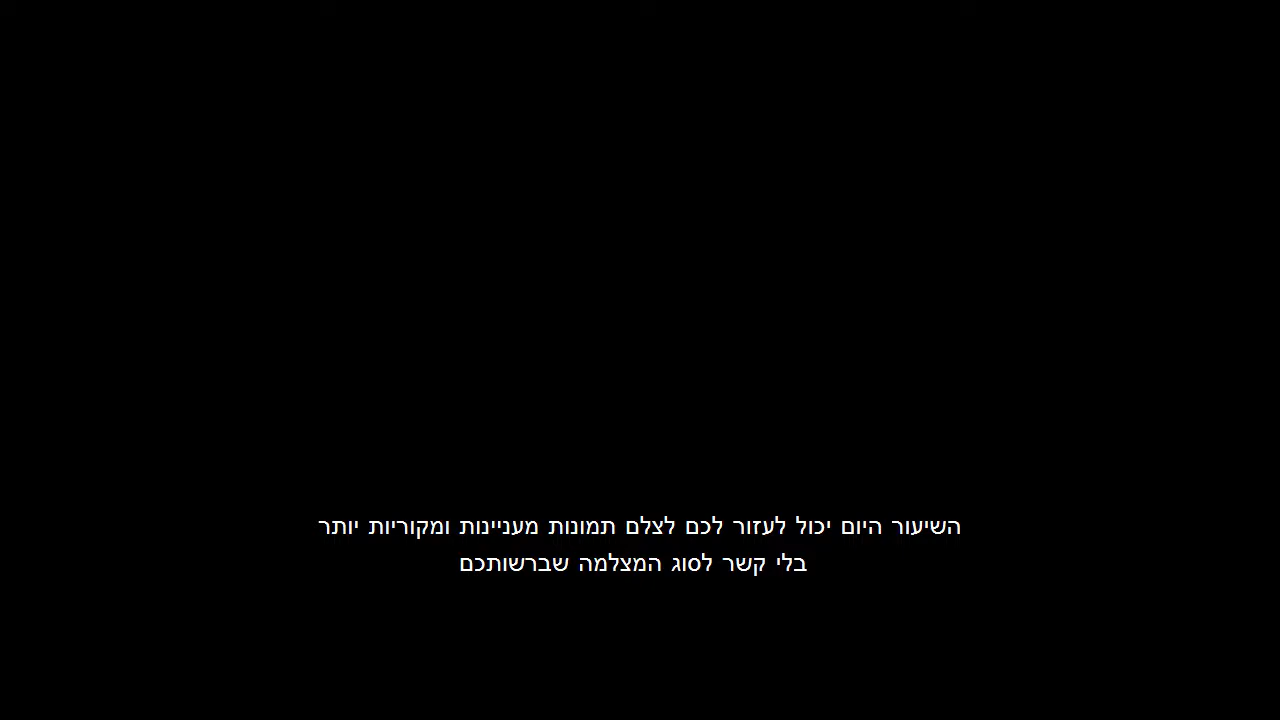 השיעור היום יכול לעזור לכם לצלם תמונות מעניינות ומקוריות יותר
בלי קשר לסוג המצלמה שברשותכם